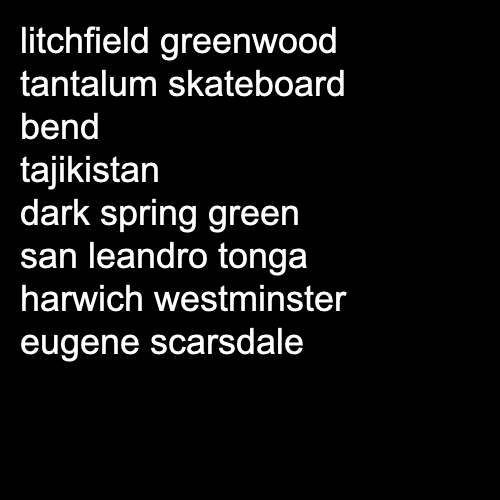 litchfield greenwood
tantalum skateboard
bend
tajikistan
dark spring green
san leandro tonga
harwich westminster
eugene scarsdale